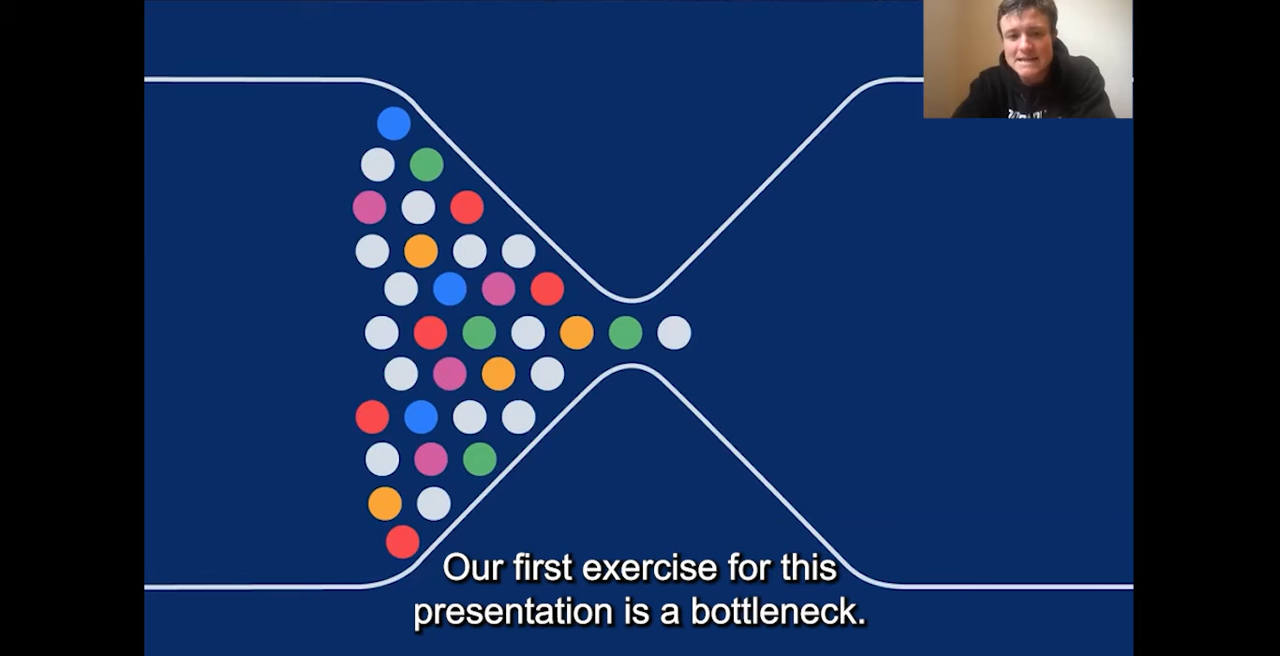 Our first exercise for this
presentation is a bottleneck.